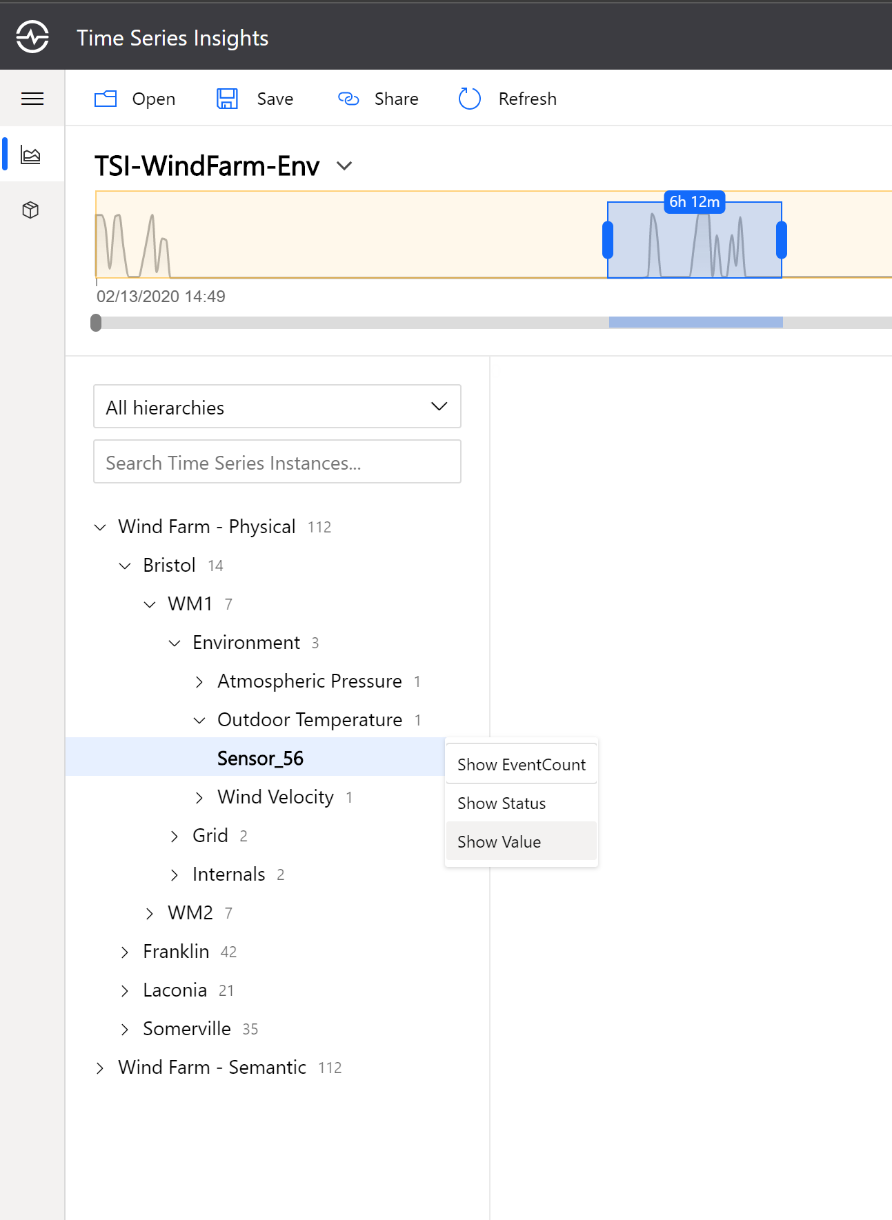 Time Series Insights
Open Save Share Refresh
TSI-WindFarm-Env
6h 12m
02/13/2020 14:49
All hierarchies
Search Time Series Instances...
Wind Farm - Physical 112
Bristol 14
WM1 7
Environment 3
Atmospheric Pressure 1
Outdoor Temperature 1
Sensor_56
Show EventCount
Show Status
Show Value
Wind Velocity 1
Grid 2
Internals 2
WM2 7
Franklin 42
Laconia 21
Somerville 35
Wind Farm - Semantic 112